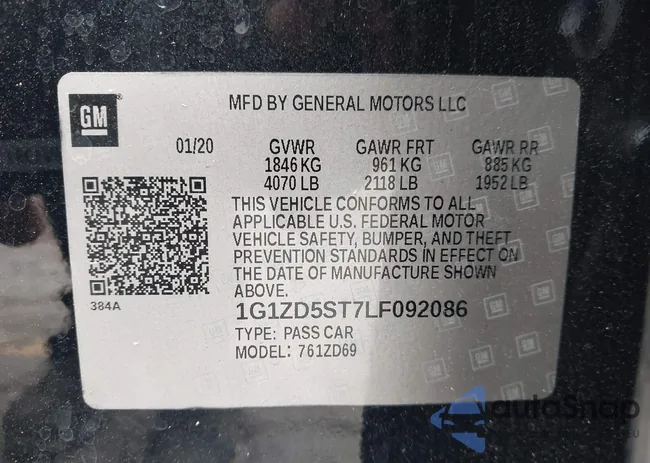 GM
®
MFD BY GENERAL MOTORS LLC
01/20 GVWR GAWR FRT GAWR RR
1846 KG 961 KG 885 KG
4070 LB 2118 LB 1952 LB
THIS VEHICLE CONFORMS TO ALL
APPLICABLE U.S. FEDERAL MOTOR
VEHICLE SAFETY, BUMPER, AND THEFT
PREVENTION STANDARDS IN EFFECT ON
THE DATE OF MANUFACTURE SHOWN
ABOVE.
384A
1G1ZD5ST7LF092086
TYPE: PASS CAR
MODEL: 761ZD69
autoSnap